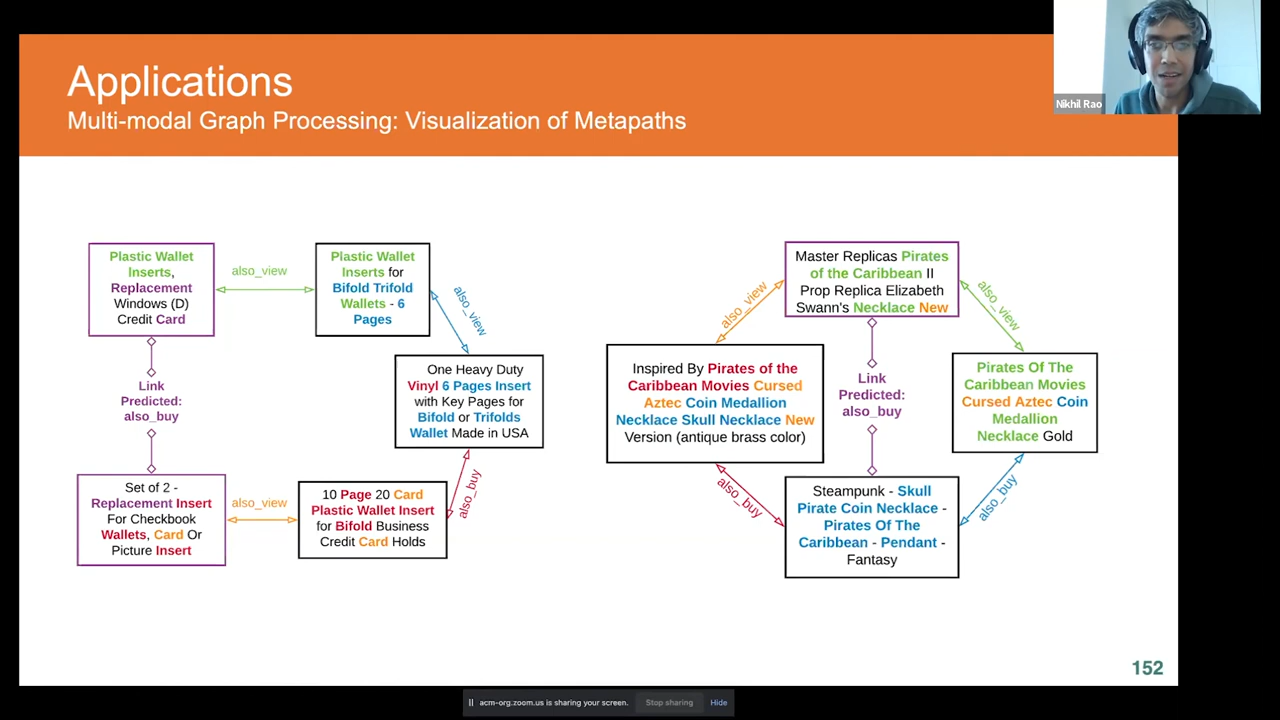 Applications
Multi-modal Graph Processing: Visualization of Metapaths
Nikhil Rao
Plastic Wallet
Inserts,
Replacement
Windows (D)
Credit Card
also_view
Plastic Wallet
Inserts for
Bifold Trifold
Wallets - 6
Pages
also_view
One Heavy Duty
Vinyl 6 Pages Insert
with Key Pages for
Bifold or Trifolds
Wallet Made in USA
Link
Predicted:
also_buy
also_buy
Set of 2 -
Replacement Insert
For Checkbook
Wallets, Card Or
Picture Insert
also_view
10 Page 20 Card
Plastic Wallet Insert
for Bifold Business
Credit Card Holds
Master Replicas Pirates
of the Caribbean II
Prop Replica Elizabeth
Swann's Necklace New
also_view
also_view
Inspired By Pirates of the
Caribbean Movies Cursed
Aztec Coin Medallion
Necklace Skull Necklace New
Version (antique brass color)
Link
Predicted:
also_buy
Pirates Of The
Caribbean Movies
Cursed Aztec Coin
Medallion
Necklace Gold
also_buy
also_buy
Steampunk - Skull
Pirate Coin Necklace -
Pirates Of The
Caribbean - Pendant -
Fantasy
152
acm-org.zoom.us is sharing your screen.
Stop sharing
Hide